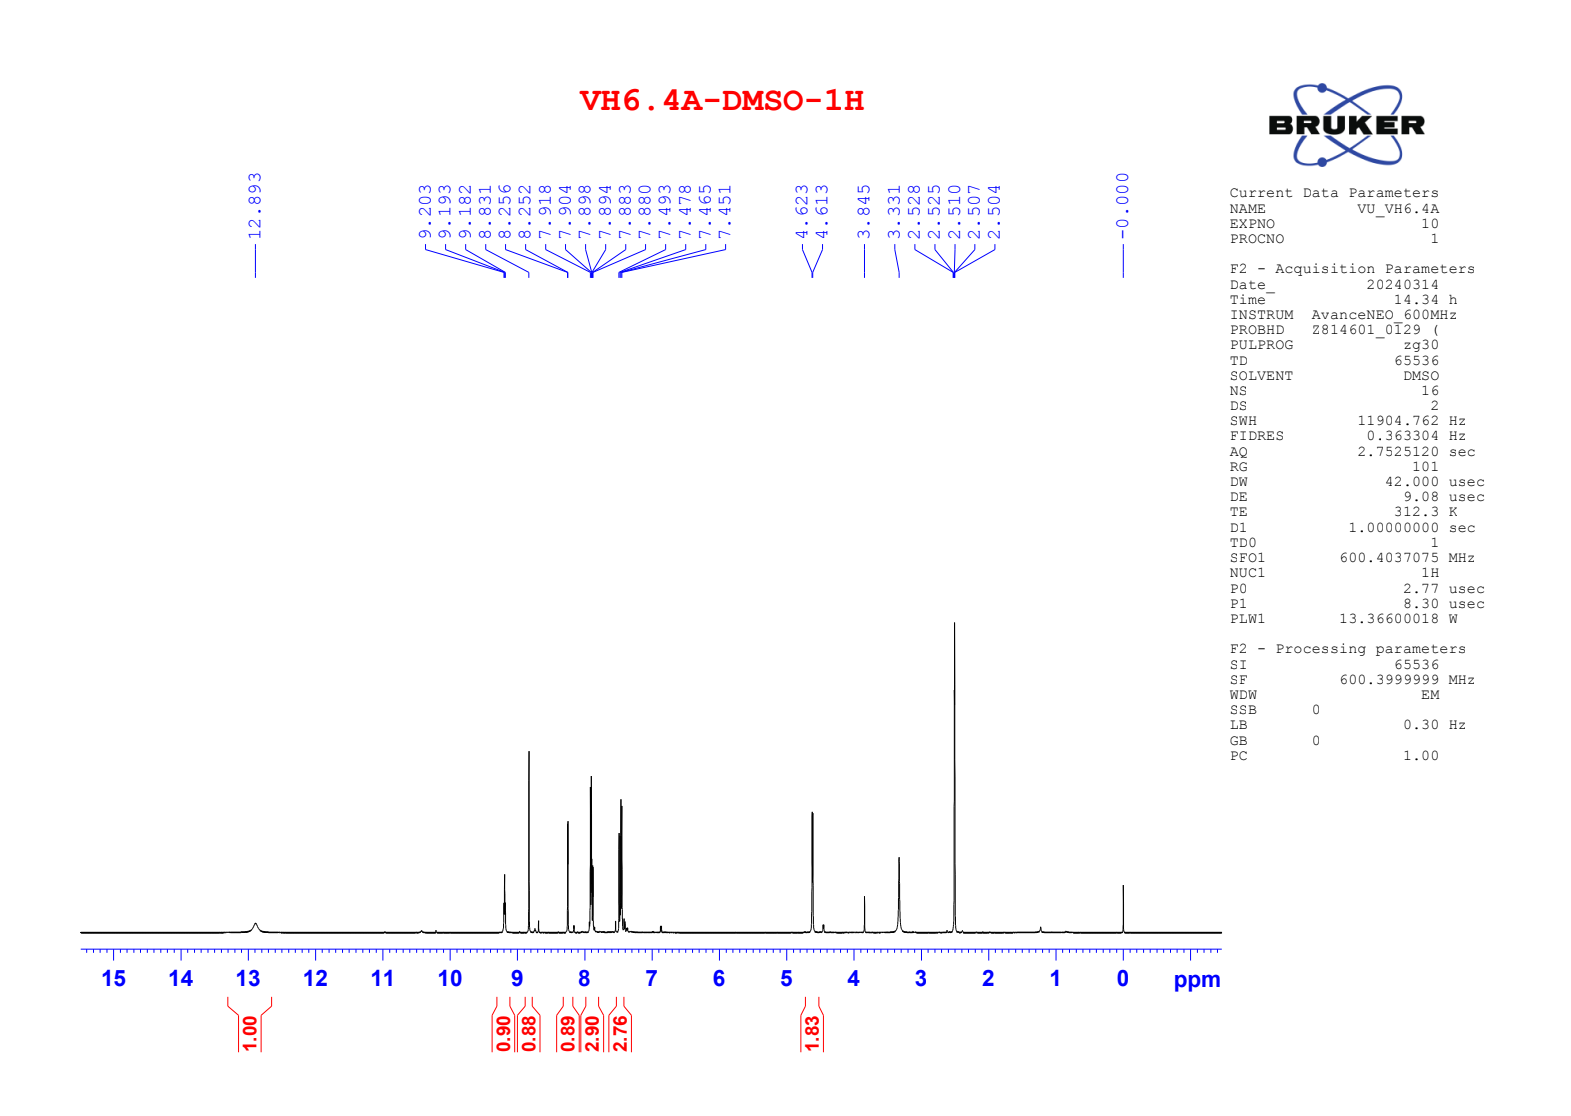 VH6.4A-DMSO-1H
BRUKER
12.893
9.203
9.193
9.182
8.831
8.256
8.252
7.918
7.904
7.898
7.894
7.883
7.880
7.493
7.478
7.465
7.451
4.623
4.613
3.845
3.331
2.528
2.525
2.510
2.507
2.504
-0.000
Current Data Parameters
NAME VU_VH6.4A
EXPNO 10
PROCNO 1
F2 - Acquisition Parameters
Date_ 20240314
Time 14.34 h
INSTRUM AvanceNEO_600MHz
PROBHD Z814601_0129 (
PULPROG zg30
TD 65536
SOLVENT DMSO
NS 16
DS 2
SWH 11904.762 Hz
FIDRES 0.363304 Hz
AQ 2.7525120 sec
RG 101
DW 42.000 usec
DE 9.08 usec
TE 312.3 K
D1 1.00000000 sec
TD0 1
SFO1 600.4037075 MHz
NUC1 1H
P0 2.77 usec
P1 8.30 usec
PLW1 13.36600018 W
F2 - Processing parameters
SI 65536
SF 600.3999999 MHz
WDW EM
SSB 0
LB 0.30 Hz
GB 0
PC 1.00
15 14 13 12 11 10 9 8 7 6 5 4 3 2 1 0 ppm
1.00
0.90
0.88
0.89
2.90
2.76
1.83